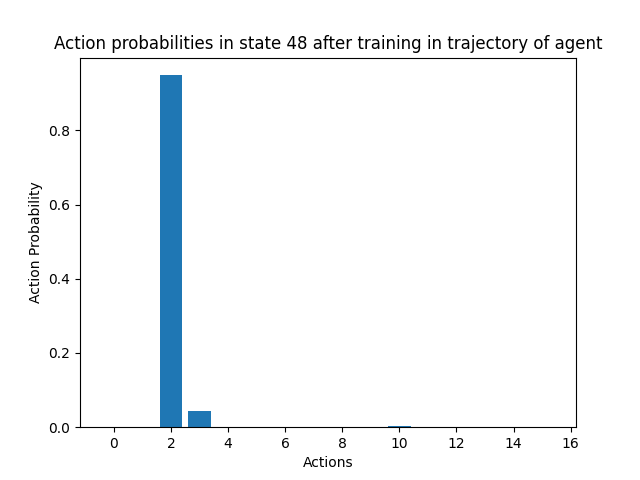 Action probabilities in state 48 after training in trajectory of agent
Action Probability
0.8
0.6
0.4
0.2
0.0
0 2 4 6 8 10 12 14 16
Actions